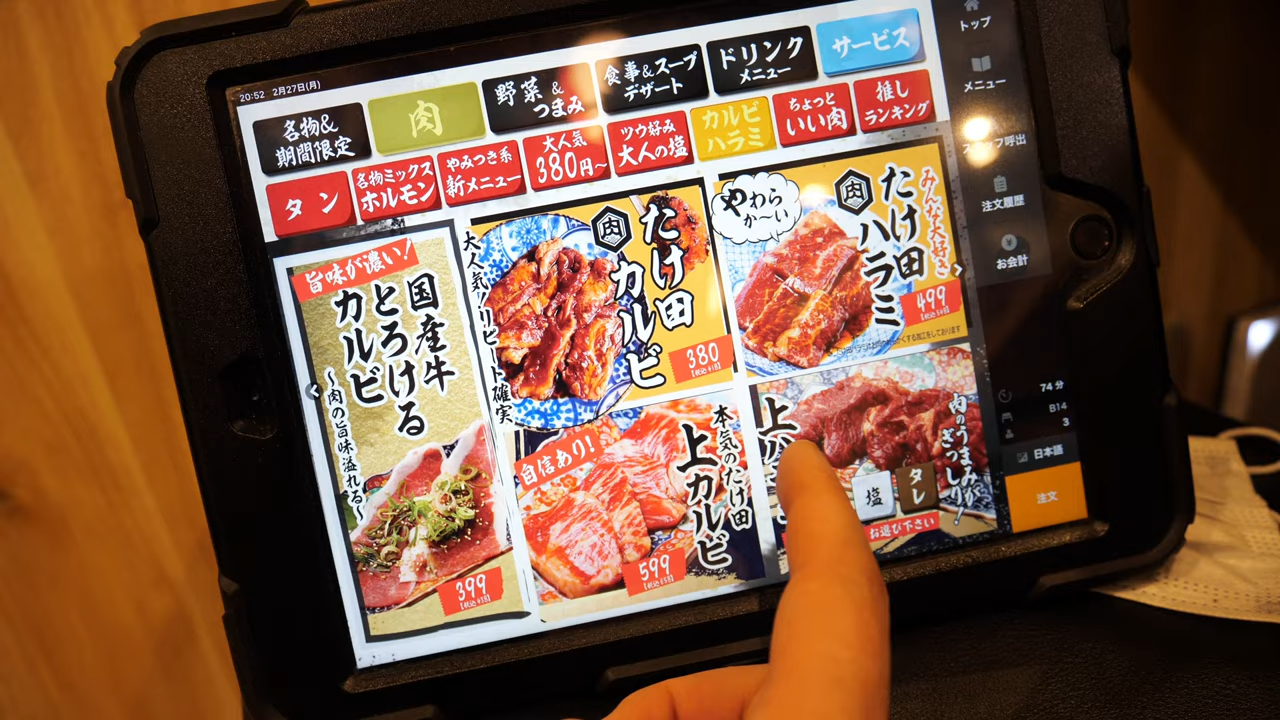 20:52 2月27日(月)
名物&
期間限定
肉
野菜&
つまみ
食事&スープ
デザート
ドリンク
メニュー
サービス
タン
名物ミックス
ホルモン
やみつき系
新メニュー
大人気
380円~
ツウ好み
大人の塩
カルビ
ハラミ
ちょっと
いい肉
推し
ランキング
旨味が濃い!
国産牛
とろける
カルビ
~肉の旨味溢れる~
399
大人気!リピート確実
肉
たけ田
カルビ
380
やわら
か~い
肉
みんな大好き
たけ田
ハラミ
499
自信あり!
本気のたけ田
上カルビ
599
肉のうまみが
ぎっしり!
上ハ
塩
タレ
お選び下さい
トップ
メニュー
注文履歴
お会計
74分
B14
3
日本語
注文